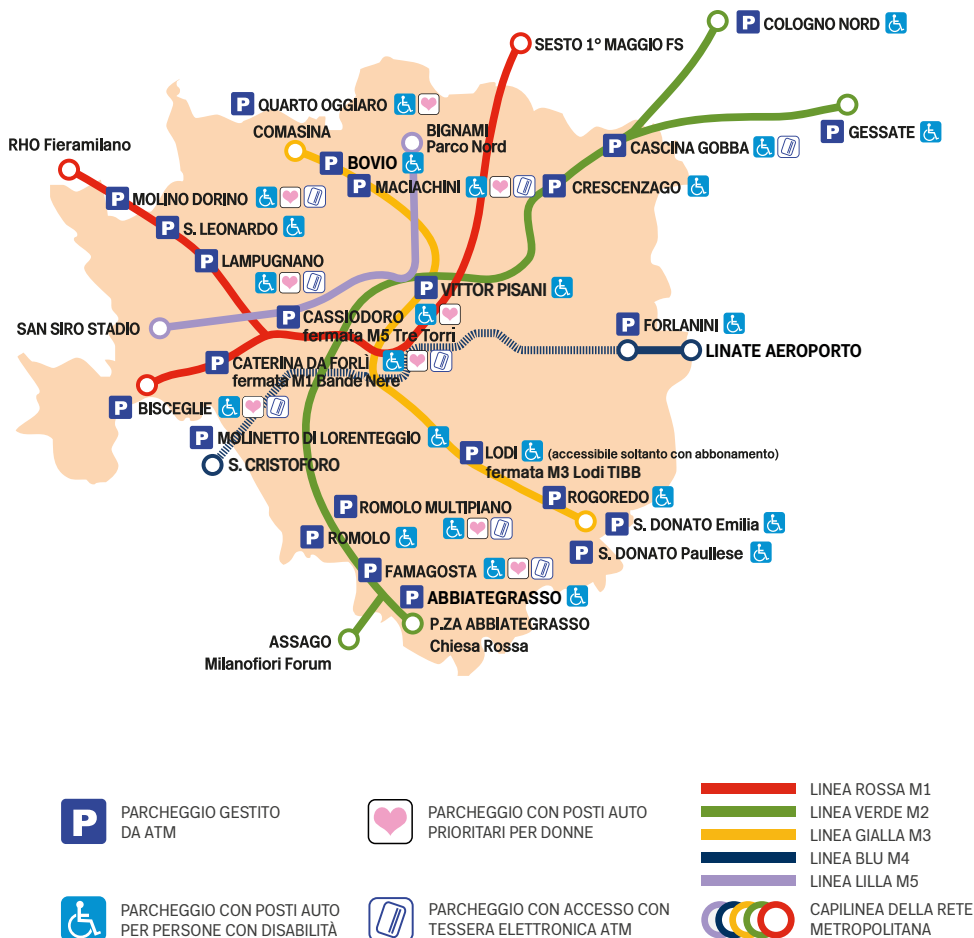 P COLOGNO NORD
SESTO 1° MAGGIO FS
P QUARTO OGGIARO
COMASINA
BIGNAMI
Parco Nord
P GESSATE
RHO Fieramilano
P CASCINA GOBBA
P BOVIO
P MACIACHINI
P CRESCENZAGO
P MOLINO DORINO
P S. LEONARDO
P LAMPUGNANO
P VITTOR PISANI
P CASSIODORO
fermata M5 Tre Torri
SAN SIRO STADIO
P FORLANINI
LINATE AEROPORTO
P CATERINA DA FORLÌ
fermata M1 Bande Nere
P BISCEGLIE
P MOLINETTO DI LORENTEGGIO
S. CRISTOFORO
P LODI (accessibile soltanto con abbonamento)
fermata M3 Lodi TIBB
P ROGOREDO
P ROMOLO MULTIPIANO
P S. DONATO Emilia
P ROMOLO
P S. DONATO Paullese
P FAMAGOSTA
P ABBIATEGRASSO
P.ZA ABBIATEGRASSO
Chiesa Rossa
ASSAGO
Milanofiori Forum
P PARCHEGGIO GESTITO
DA ATM
PARCHEGGIO CON POSTI AUTO
PRIORITARI PER DONNE
PARCHEGGIO CON POSTI AUTO
PER PERSONE CON DISABILITÀ
PARCHEGGIO CON ACCESSO CON
TESSERA ELETTRONICA ATM
LINEA ROSSA M1
LINEA VERDE M2
LINEA GIALLA M3
LINEA BLU M4
LINEA LILLA M5
CAPILINEA DELLA RETE
METROPOLITANA